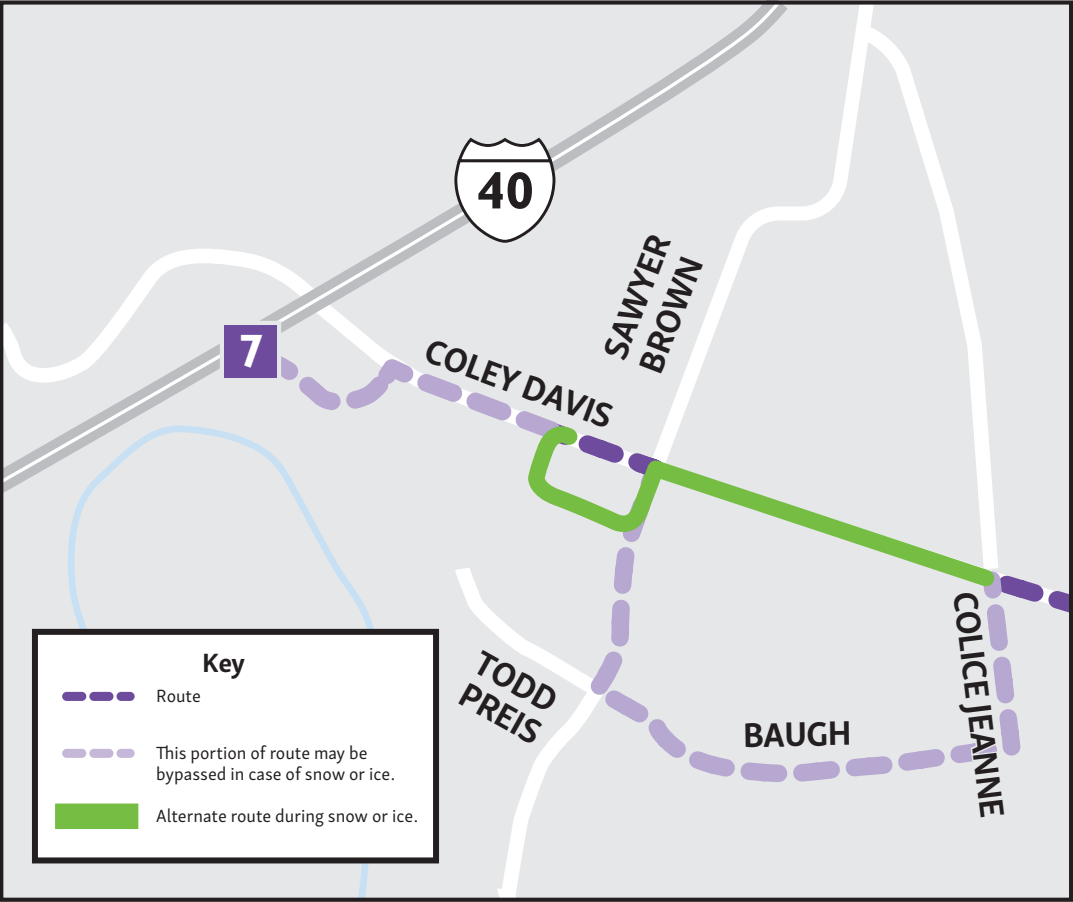 40
SAWYER
BROWN
7
COLEY DAVIS
COLICE JEANNE
TODD
PREIS
BAUGH
Key
Route
This portion of route may be
bypassed in case of snow or ice.
Alternate route during snow or ice.